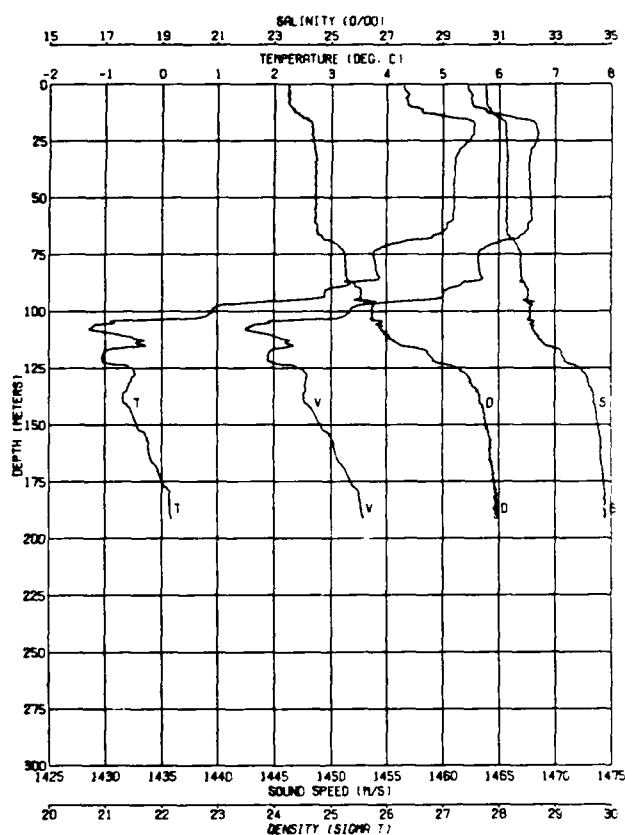 SALINITY (0/00)
15 17 19 21 23 25 27 29 31 33 35
TEMPERATURE (DEG. C)
-2 -1 0 1 2 3 4 5 6 7 8
0
25
50
75
100
125
150
175
200
225
250
275
300
DEPTH (METERS)
T V D S
T V D S
1425 1430 1435 1440 1445 1450 1455 1460 1465 1470 1475
SOUND SPEED (M/S)
20 21 22 23 24 25 26 27 28 29 30
DENSITY (SIGMA T)